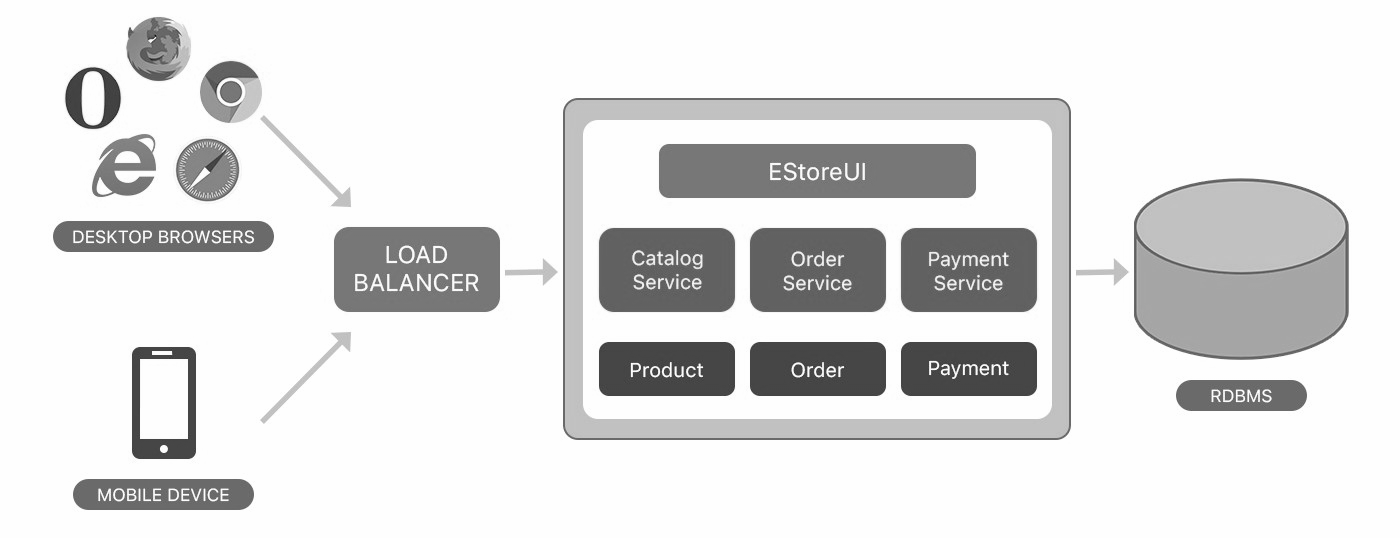 DESKTOP BROWSERS
MOBILE DEVICE
LOAD
BALANCER
EStoreUI
Catalog
Service
Order
Service
Payment
Service
Product
Order
Payment
RDBMS